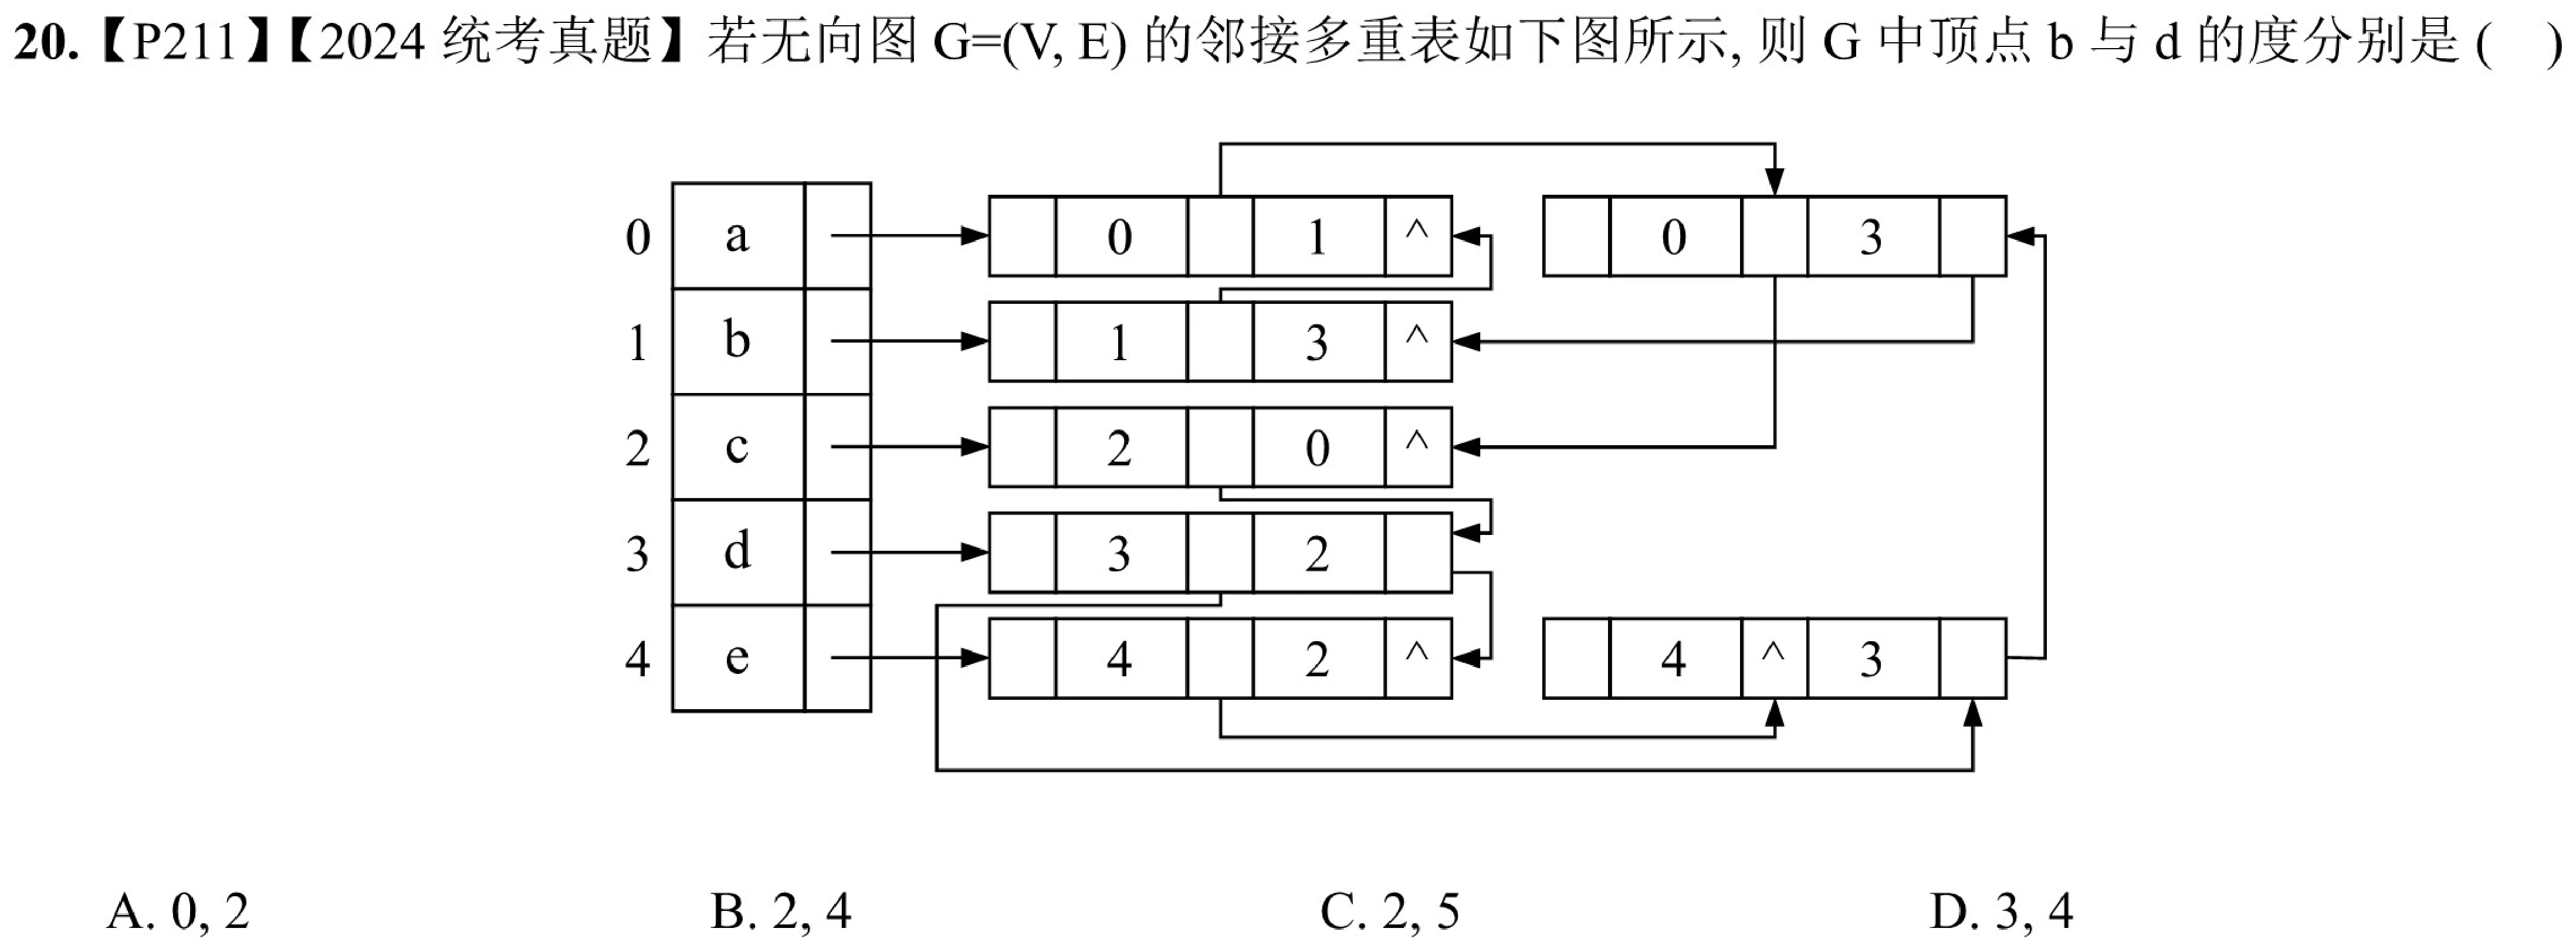 20.【P211】【2024 统考真题】若无向图 G=(V, E) 的邻接多重表如下图所示, 则 G 中顶点 b 与 d 的度分别是 ( )
0 a 0 1 ^ 0 3
1 b 1 3 ^
2 c 2 0 ^
3 d 3 2
4 e 4 2 ^ 4 ^ 3
A. 0, 2 B. 2, 4 C. 2, 5 D. 3, 4